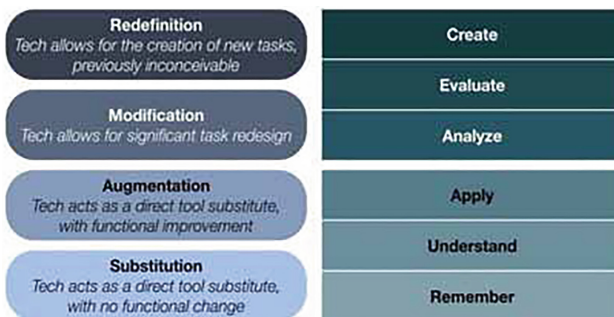 Redefinition
Tech allows for the creation of new tasks,
previously inconceivable
Modification
Tech allows for significant task redesign
Augmentation
Tech acts as a direct tool substitute,
with functional improvement
Substitution
Tech acts as a direct tool substitute,
with no functional change
Create
Evaluate
Analyze
Apply
Understand
Remember